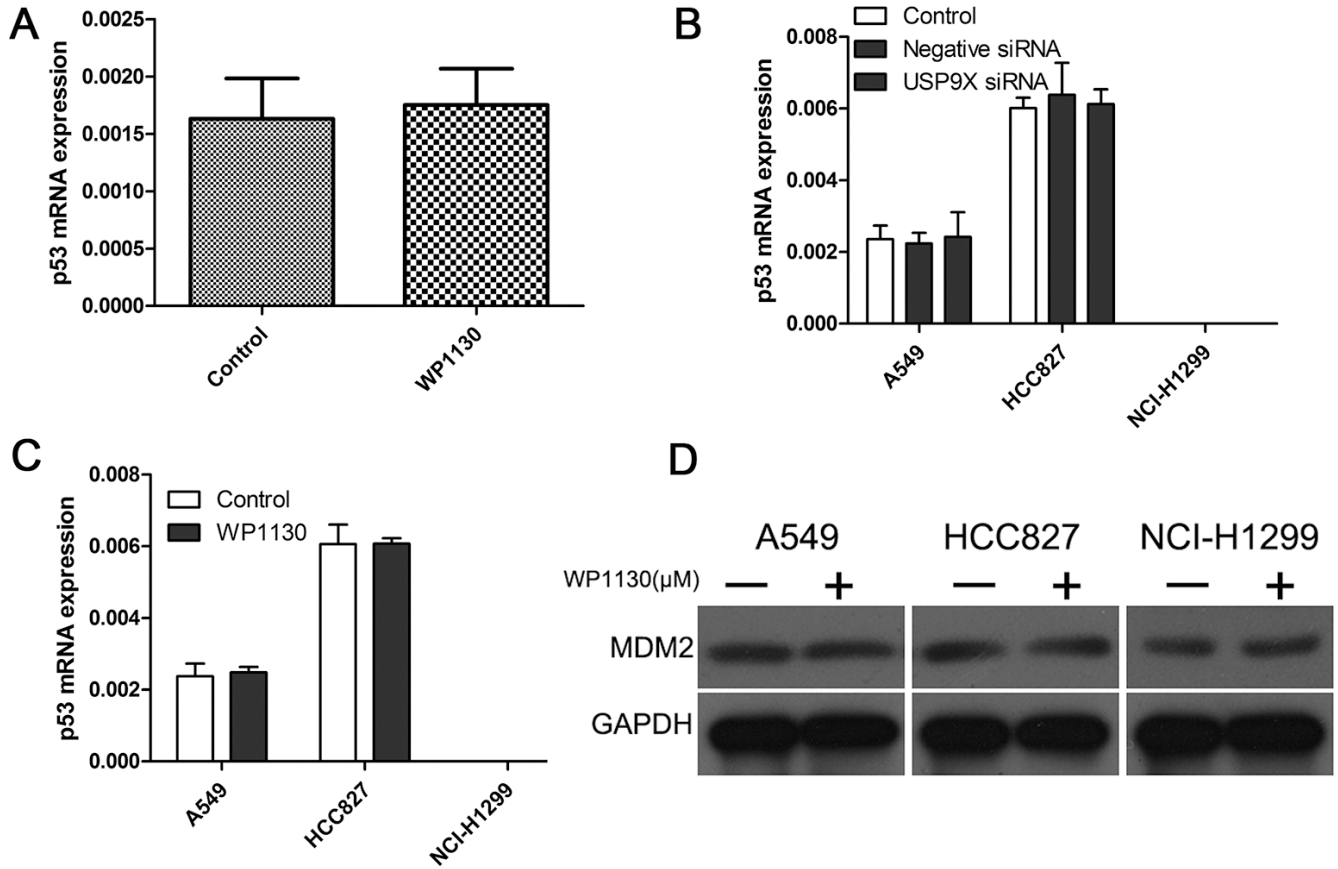 A
p53 mRNA expression
0.0025
0.0020
0.0015
0.0010
0.0005
0.0000
Control
WP1130
B
Control
Negative siRNA
USP9X siRNA
p53 mRNA expression
0.008
0.006
0.004
0.002
0.000
A549
HCC827
NCI-H1299
C
Control
WP1130
p53 mRNA expression
0.008
0.006
0.004
0.002
0.000
A549
HCC827
NCI-H1299
D
A549 HCC827 NCI-H1299
WP1130(μM) — + — + — +
MDM2
GAPDH